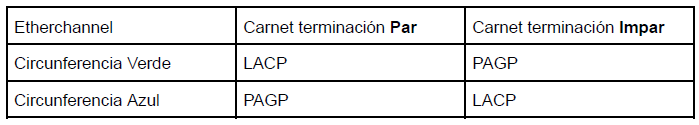 Etherchannel Carnet terminación Par Carnet terminación Impar
Circunferencia Verde LACP PAGP
Circunferencia Azul PAGP LACP